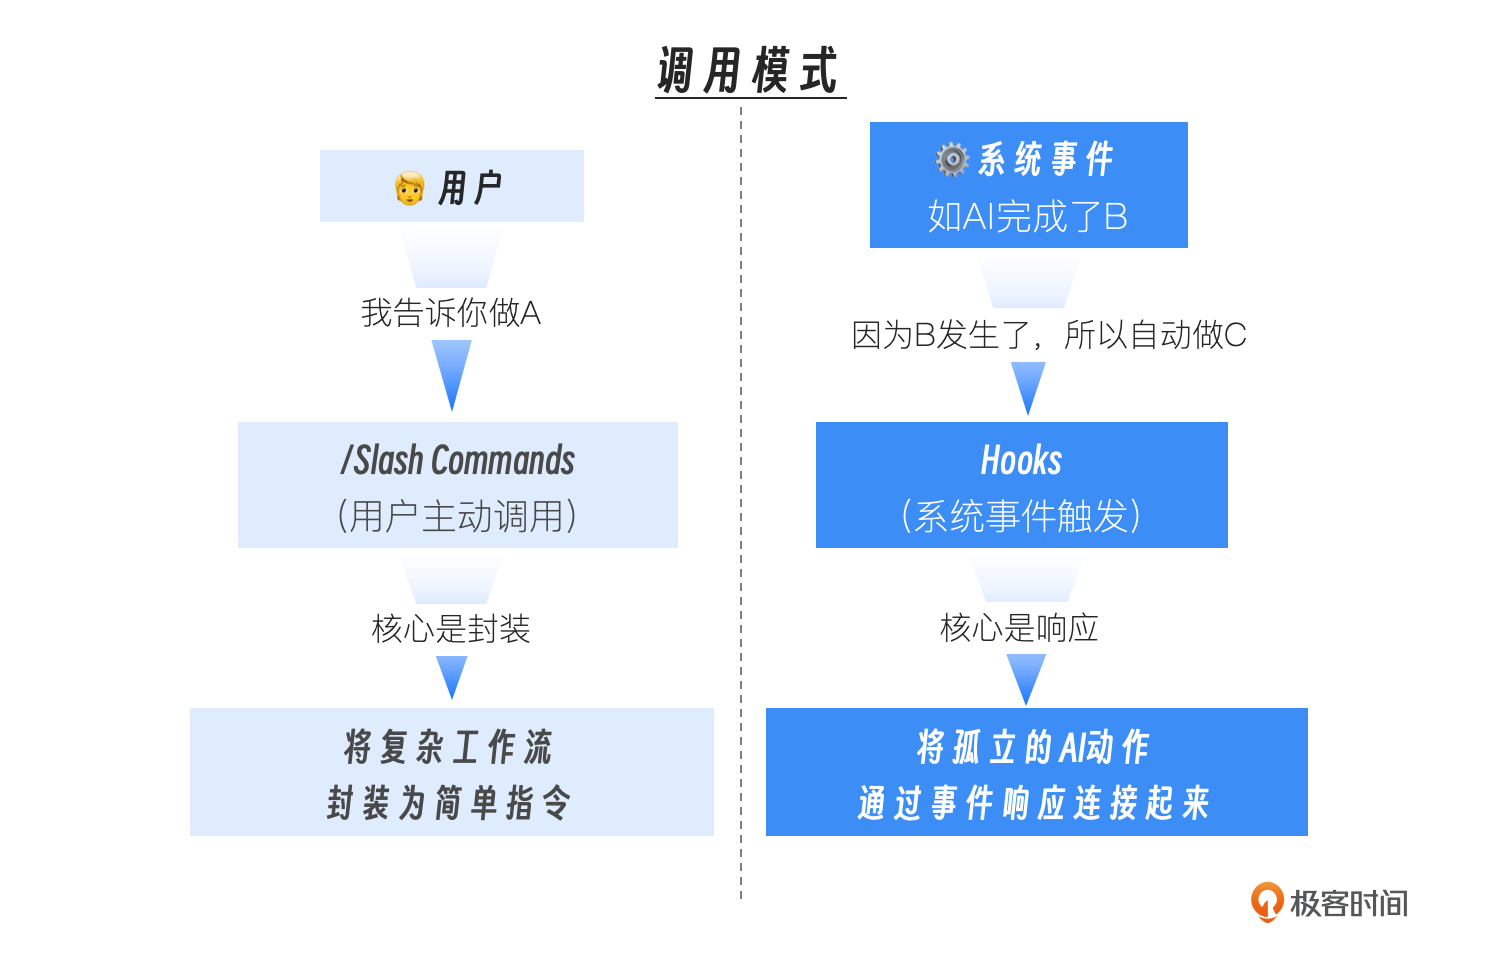 调用模式
用户
我告诉你做A
/Slash Commands
（用户主动调用）
核心是封装
将复杂工作流
封装为简单指令
系统事件
如AI完成了B
因为B发生了，所以自动做C
Hooks
（系统事件触发）
核心是响应
将孤立的AI动作
通过事件响应连接起来
极客时间